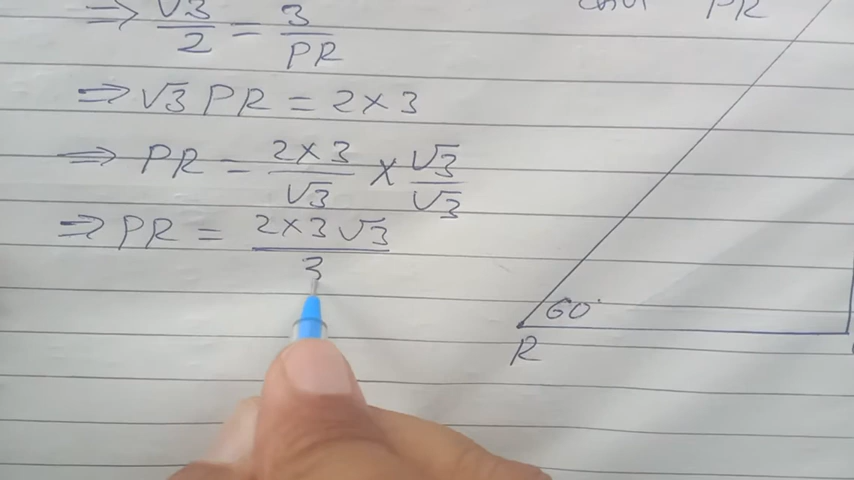 ⇒ √3/2 = 3/PR
PR
⇒ √3 PR = 2×3
⇒ PR = 2×3/√3 × √3/√3
⇒ PR = 2×3√3/3
60°
R